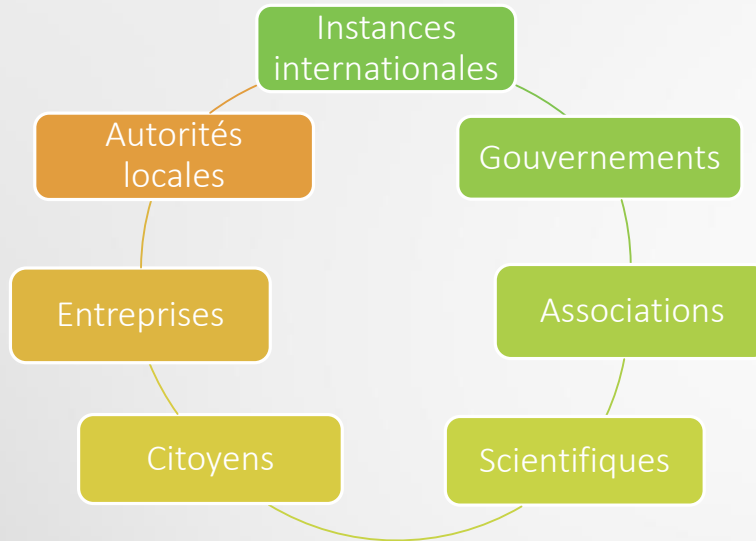 Instances
internationales
Gouvernements
Associations
Scientifiques
Citoyens
Entreprises
Autorités
locales